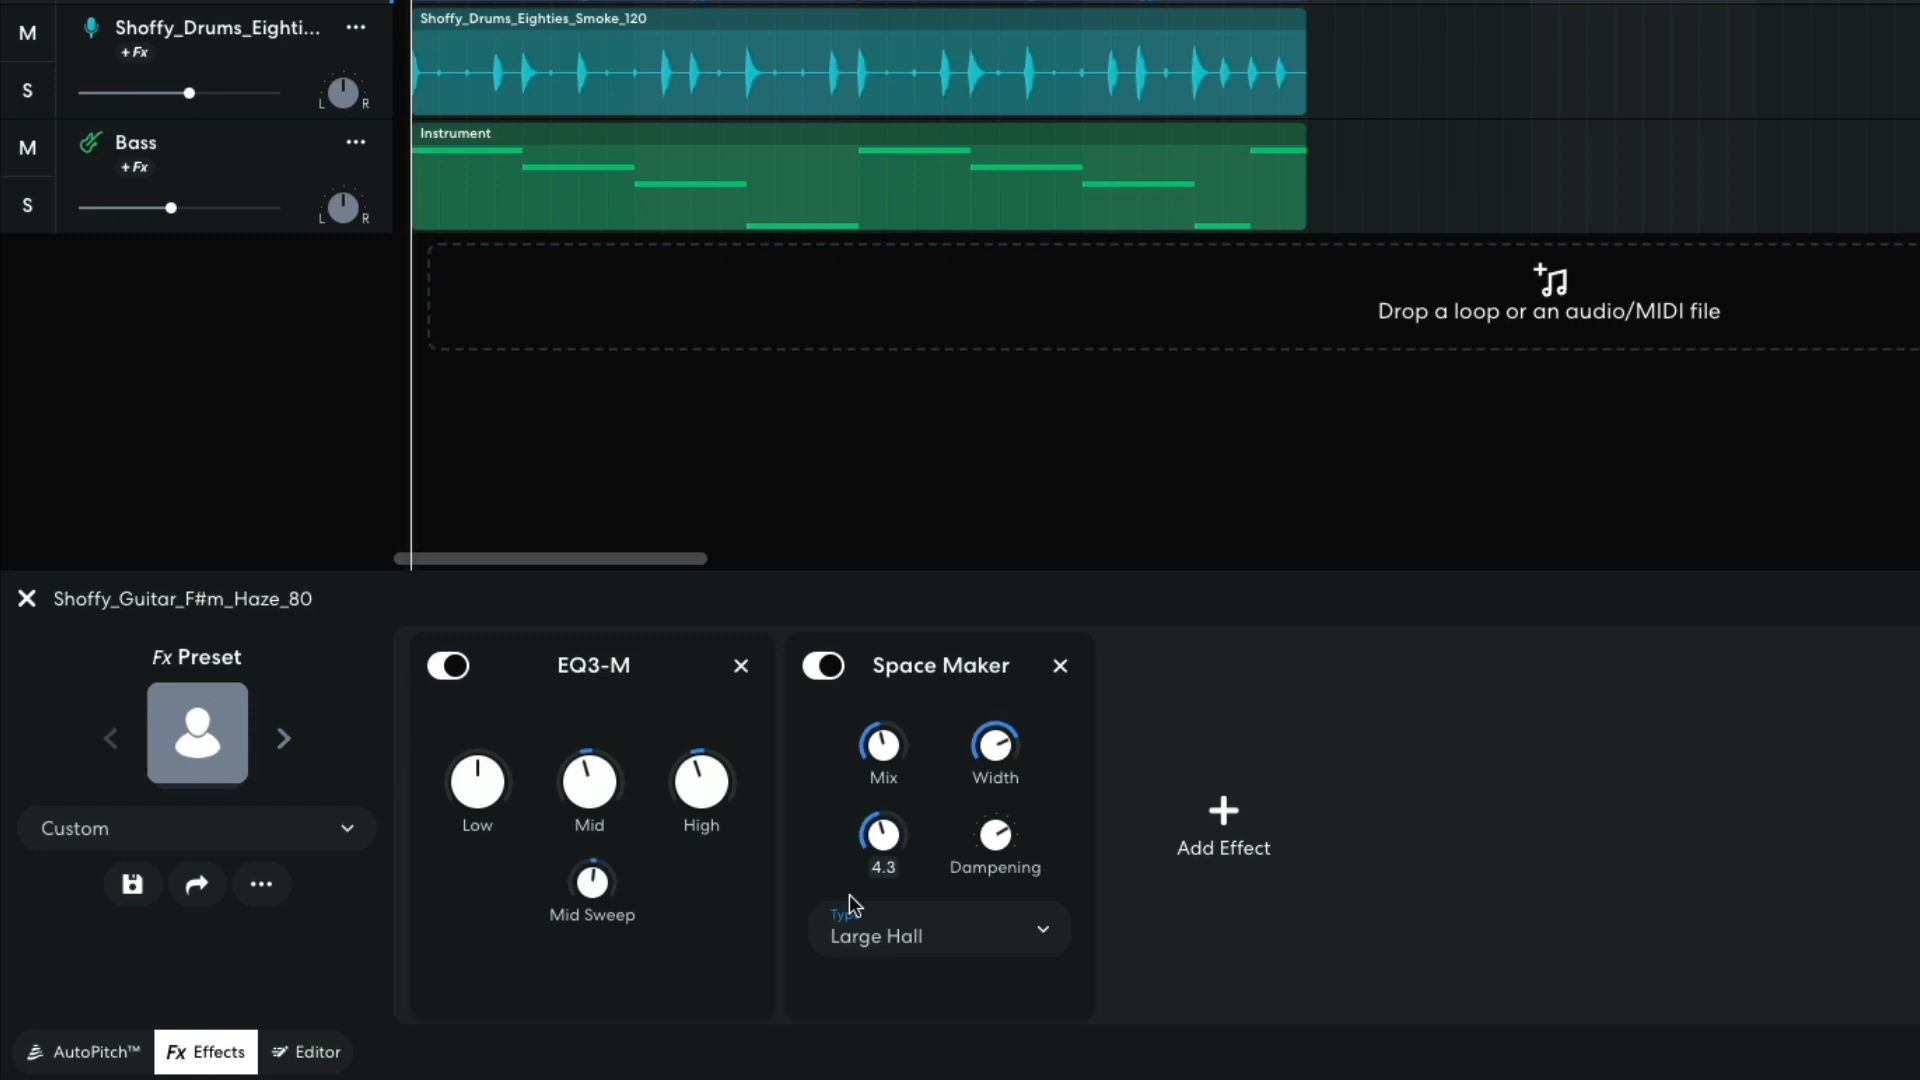 M
Shoffy_Drums_Eighti...
+ Fx
S
L
R
Shoffy_Drums_Eighties_Smoke_120
M
Bass
+ Fx
S
L
R
Instrument
Drop a loop or an audio/MIDI file
Shoffy_Guitar_F#m_Haze_80
Fx Preset
Custom
EQ3-M
Low
Mid
High
Mid Sweep
Space Maker
Mix
Width
4.3
Dampening
Type
Large Hall
Add Effect
AutoPitch™
Fx Effects
Editor